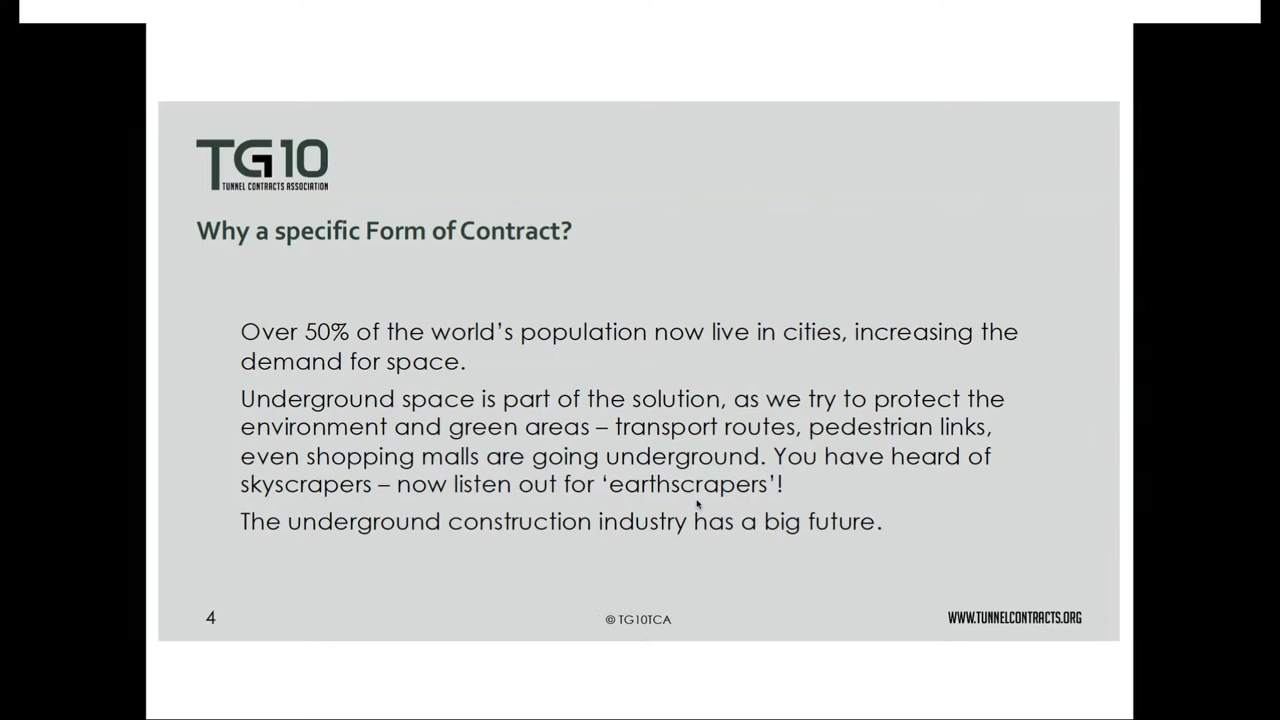 TG10
TUNNEL CONTRACTS ASSOCIATION
Why a specific Form of Contract?
Over 50% of the world’s population now live in cities, increasing the
demand for space.
Underground space is part of the solution, as we try to protect the
environment and green areas – transport routes, pedestrian links,
even shopping malls are going underground. You have heard of
skyscrapers – now listen out for ‘earthscrapers’!
The underground construction industry has a big future.
4
© TG10TCA
WWW.TUNNELCONTRACTS.ORG